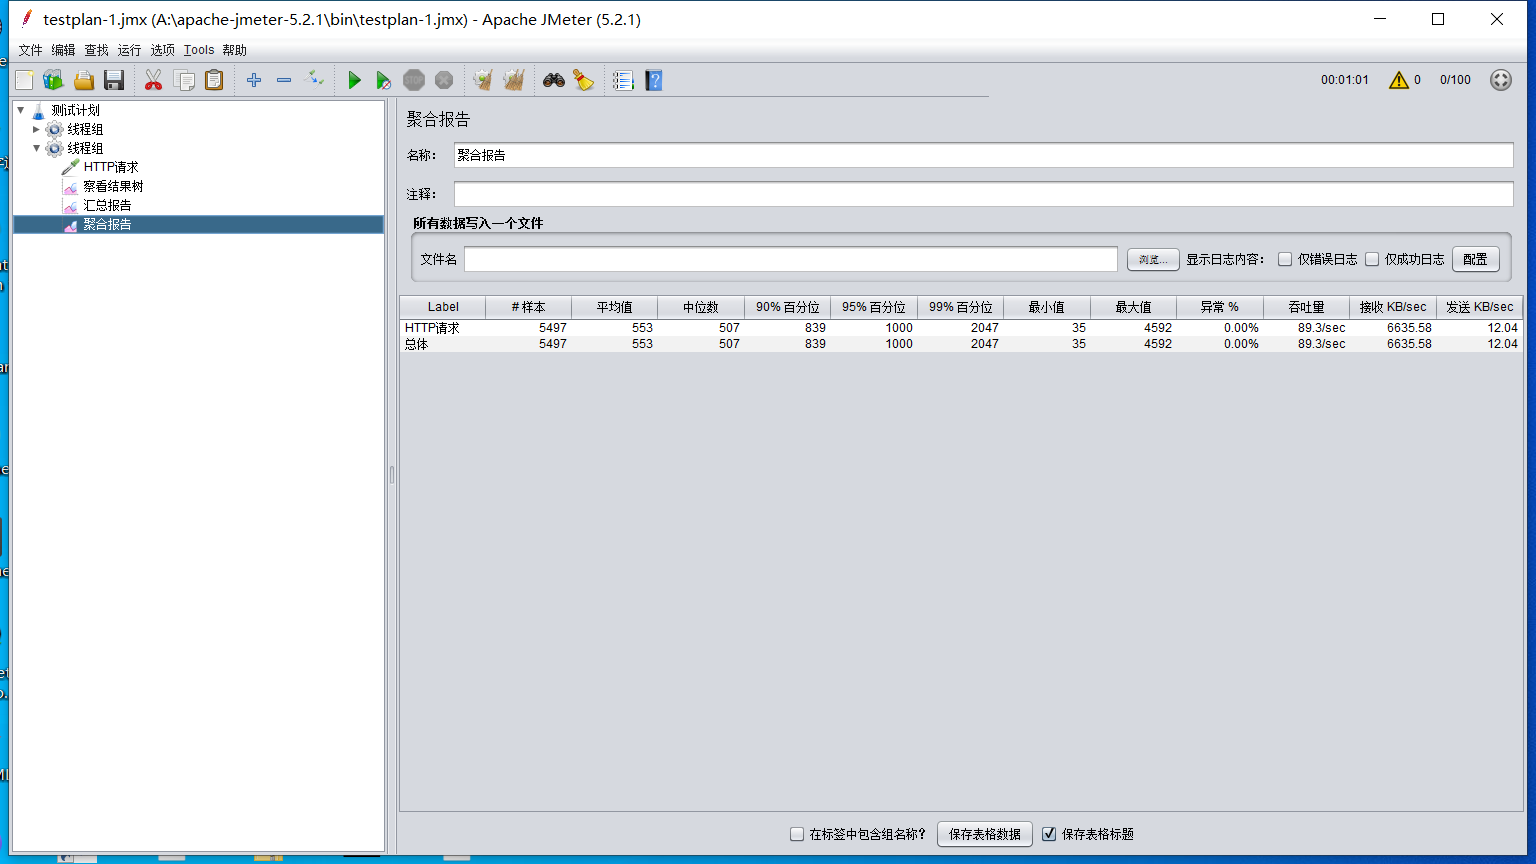 testplan-1.jmx (A:\apache-jmeter-5.2.1\bin\testplan-1.jmx) - Apache JMeter (5.2.1)
文件 编辑 查找 运行 选项 Tools 帮助
STOP 00:01:01 0 0/100
测试计划
线程组
线程组
HTTP请求
察看结果树
汇总报告
聚合报告
聚合报告
名称： 聚合报告
注释：
所有数据写入一个文件
文件名 浏览... 显示日志内容： 仅错误日志 仅成功日志 配置
Label # 样本 平均值 中位数 90% 百分位 95% 百分位 99% 百分位 最小值 最大值 异常 % 吞吐量 接收 KB/sec 发送 KB/sec
HTTP请求 5497 553 507 839 1000 2047 35 4592 0.00% 89.3/sec 6635.58 12.04
总体 5497 553 507 839 1000 2047 35 4592 0.00% 89.3/sec 6635.58 12.04
在标签中包含组名称? 保存表格数据 保存表格标题